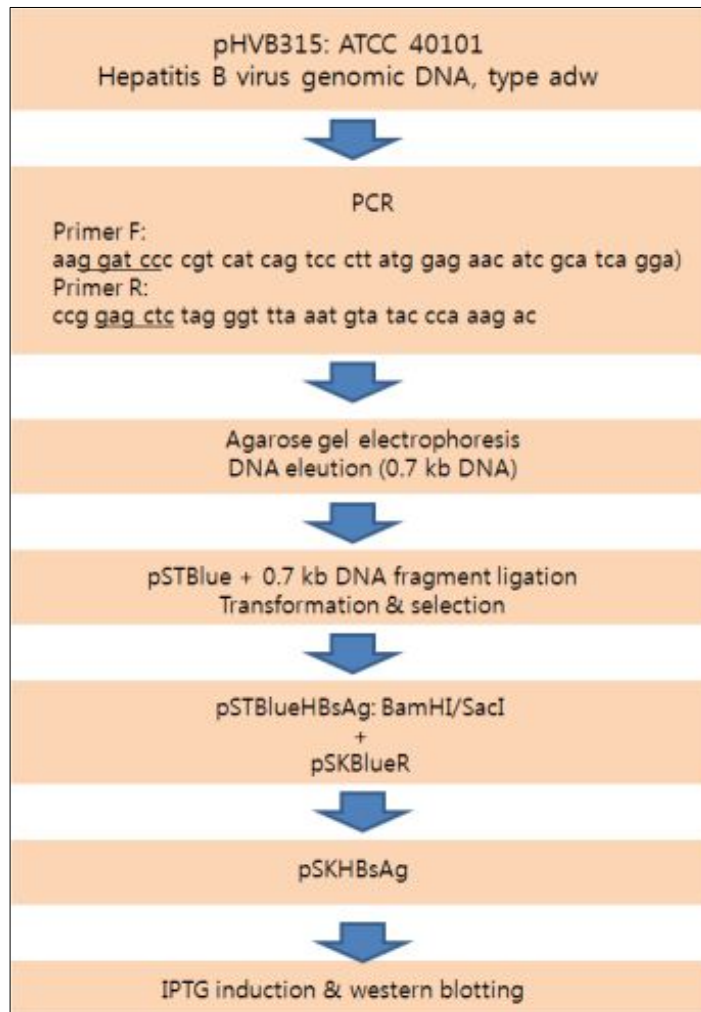 pHVB315: ATCC 40101
Hepatitis B virus genomic DNA, type adw
PCR
Primer F:
aag gat ccc cgt cat cag tcc ctt atg gag aac atc gca tca gga)
Primer R:
ccg gag ctc tag ggt tta aat gta tac cca aag ac
Agarose gel electrophoresis
DNA eleution (0.7 kb DNA)
pSTBlue + 0.7 kb DNA fragment ligation
Transformation & selection
pSTBlueHBsAg: BamHI/SacI
+
pSKBlueR
pSKHBsAg
IPTG induction & western blotting